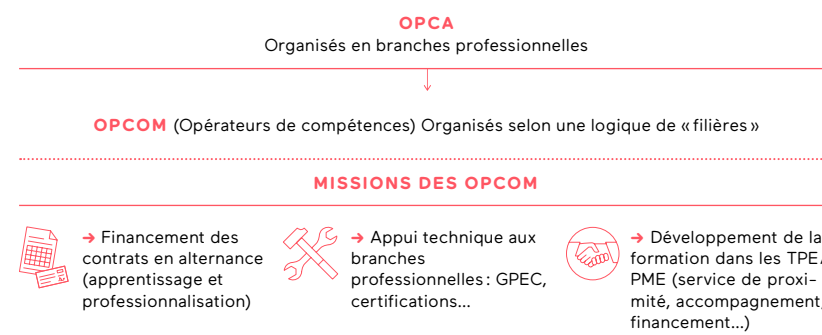 OPCA
Organisés en branches professionnelles
OPCOM (Opérateurs de compétences) Organisés selon une logique de « filières »
MISSIONS DES OPCOM
→ Financement des
contrats en alternance
(apprentissage et
professionnalisation)
→ Appui technique aux
branches
professionnelles : GPEC,
certifications...
→ Développement de la
formation dans les TPE/
PME (service de proxi-
mité, accompagnement,
financement...)